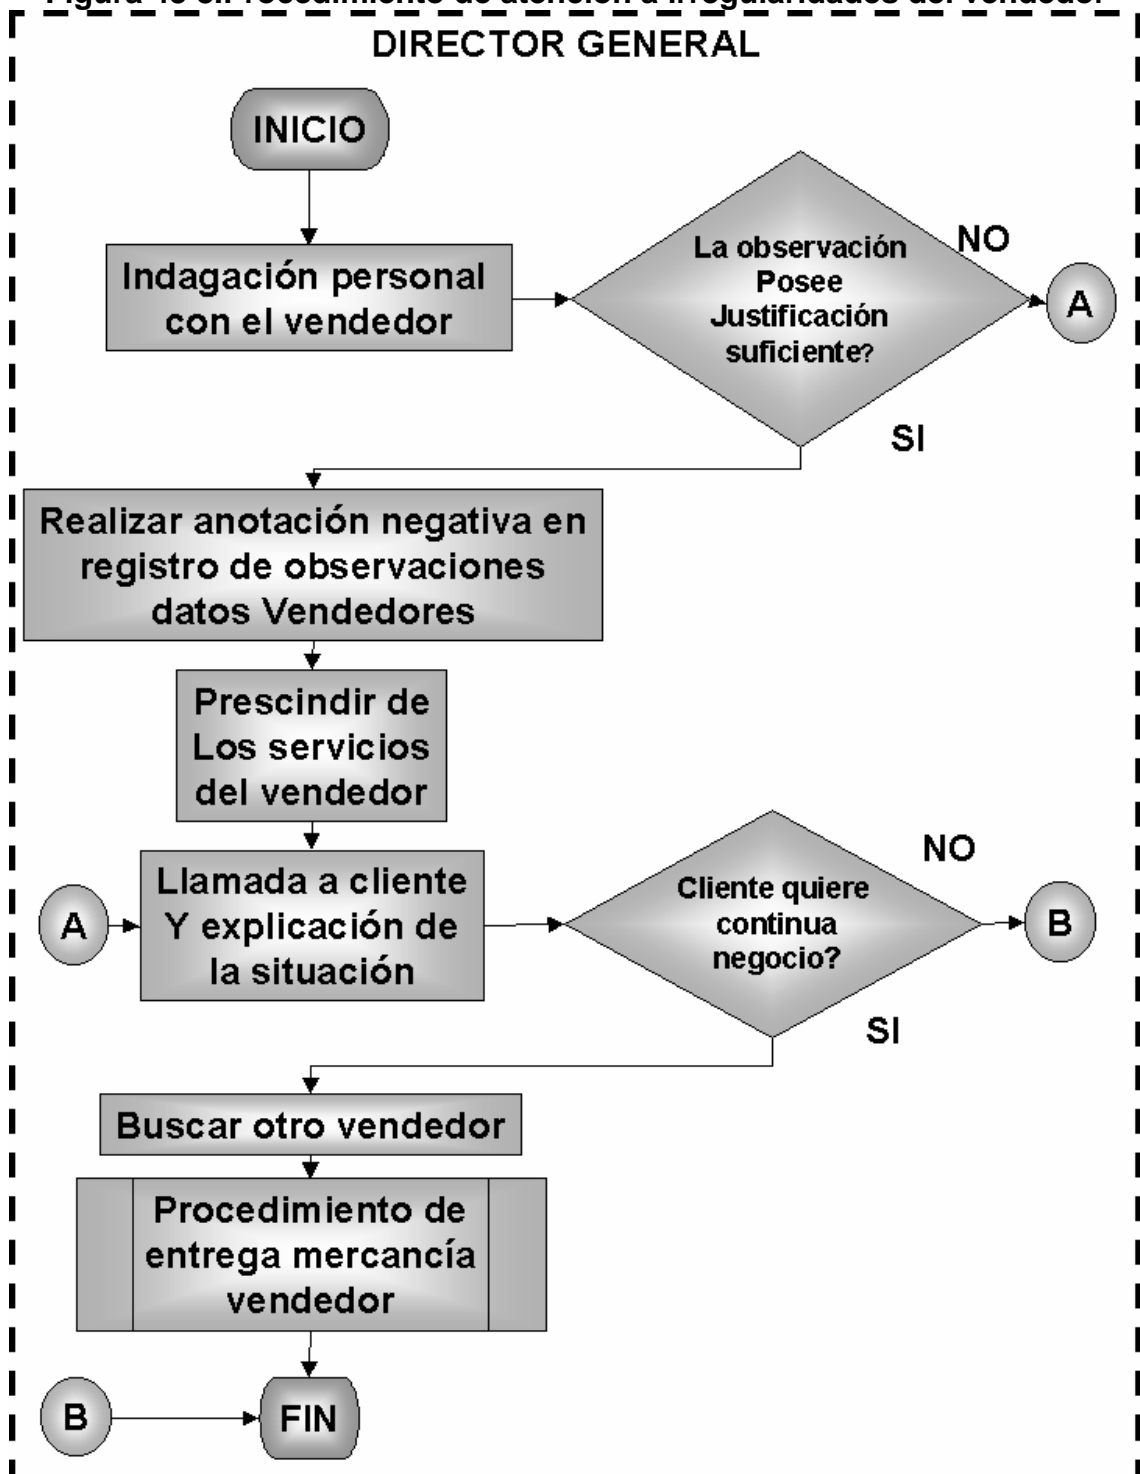 DIRECTOR GENERAL
INICIO
Indagación personal
con el vendedor
La observación
Posee
Justificación
suficiente?
NO
A
SI
Realizar anotación negativa en
registro de observaciones
datos Vendedores
Prescindir de
Los servicios
del vendedor
A
Llamada a cliente
Y explicación de
la situación
Cliente quiere
continua
negocio?
NO
B
SI
Buscar otro vendedor
Procedimiento de
entrega mercancía
vendedor
B
FIN